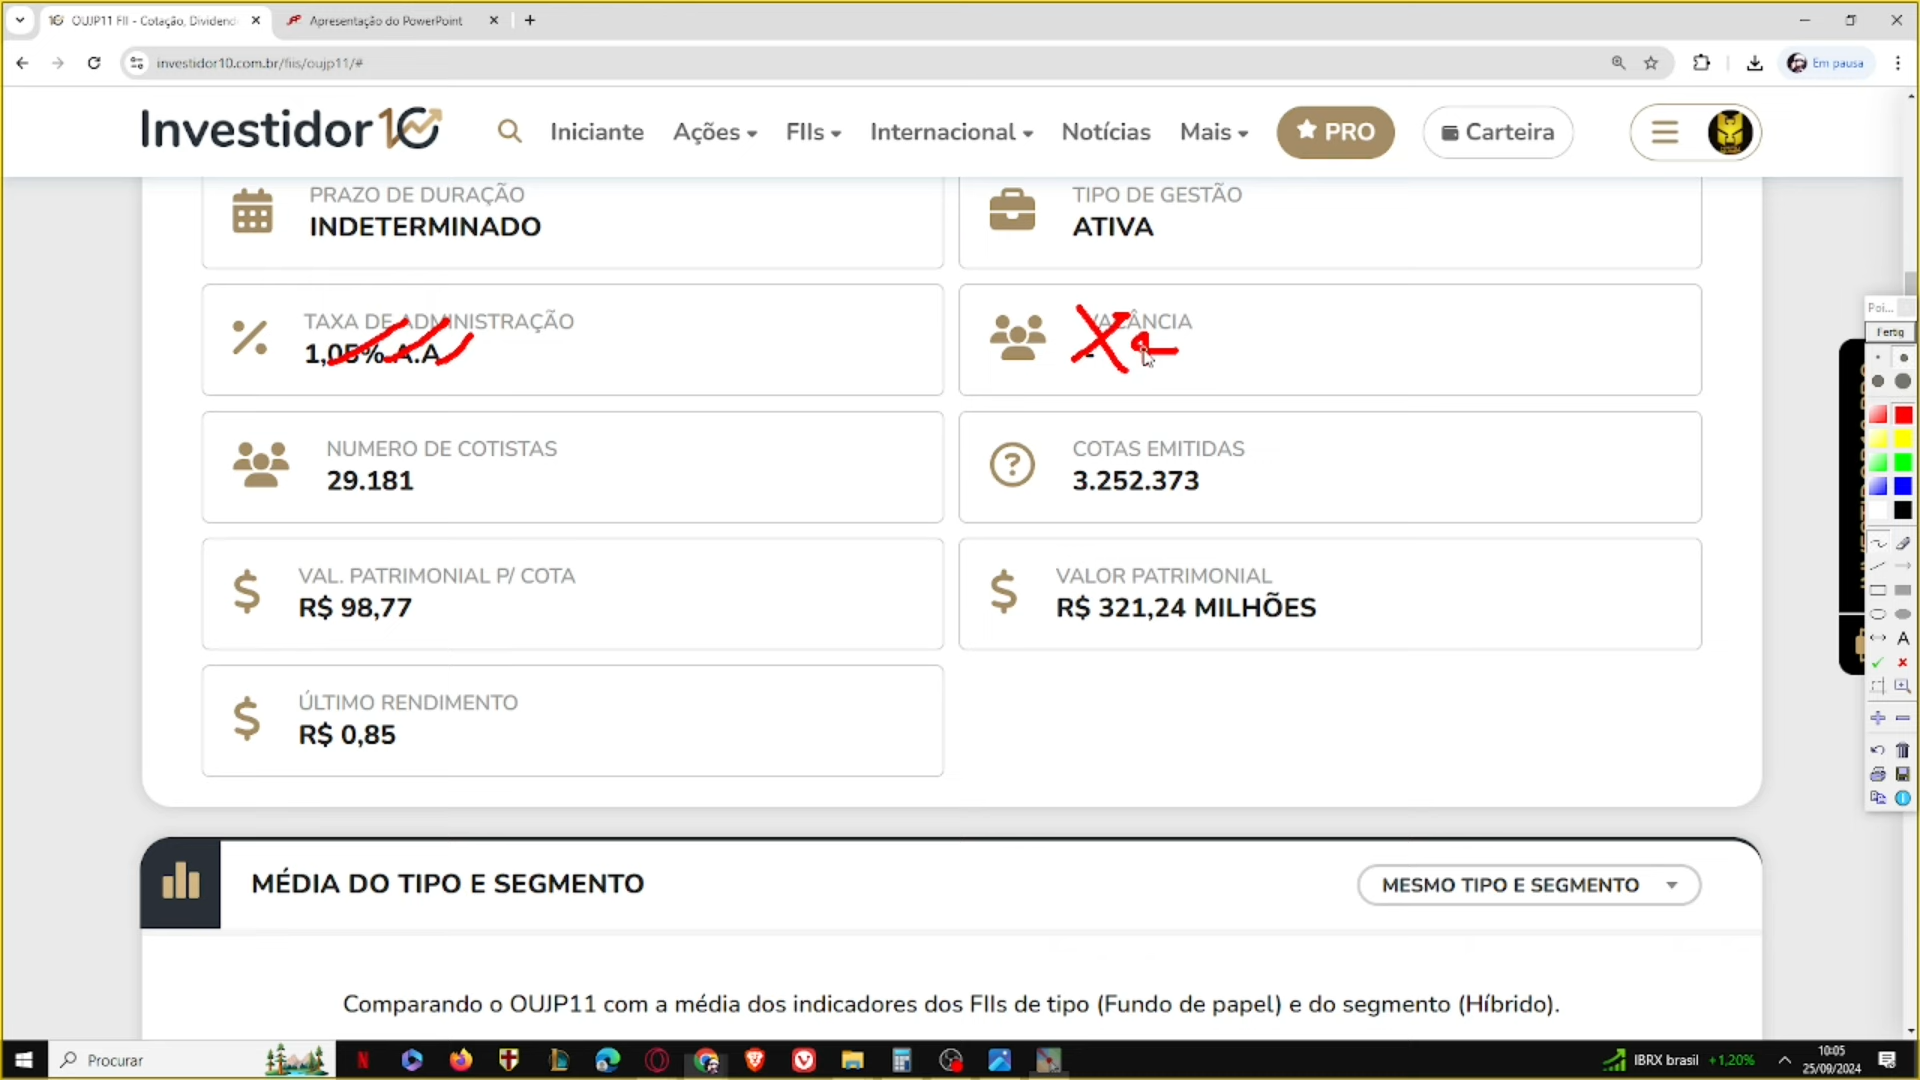 OUJP11 FII - Cotação, Dividend
Apresentação do PowerPoint
investidor10.com.br/fiis/oujp11/#
Em pausa
Investidor10
Iniciante
Ações
FIIs
Internacional
Notícias
Mais
PRO
Carteira
PRAZO DE DURAÇÃO
INDETERMINADO
TIPO DE GESTÃO
ATIVA
TAXA DE ADMINISTRAÇÃO
1,05% A.A
VACÂNCIA
NUMERO DE COTISTAS
29.181
COTAS EMITIDAS
3.252.373
VAL. PATRIMONIAL P/ COTA
R$ 98,77
VALOR PATRIMONIAL
R$ 321,24 MILHÕES
ÚLTIMO RENDIMENTO
R$ 0,85
MÉDIA DO TIPO E SEGMENTO
MESMO TIPO E SEGMENTO
Comparando o OUJP11 com a média dos indicadores dos FIIs de tipo (Fundo de papel) e do segmento (Híbrido).
Poi...
Fertig
A
Procurar
IBRX brasil +1,20%
10:05
25/09/2024